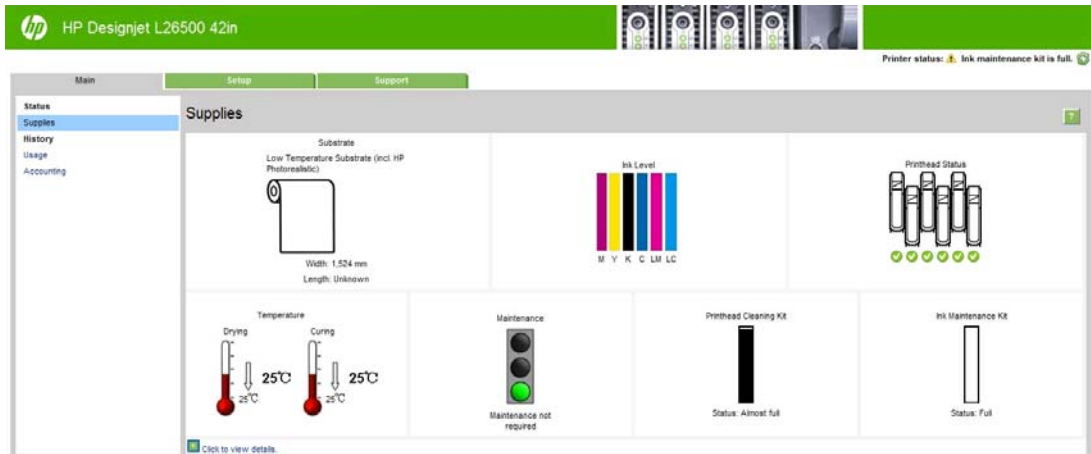 hp HP Designjet L26500 42in
Printer status: Ink maintenance kit is full.
Main Setup Support
Status
Supplies
History
Usage
Accounting
Supplies
?
Substrate
Low Temperature Substrate (incl. HP
Photorealistic)
Width: 1,524 mm
Length: Unknown
Ink Level
M Y K C LM LC
Printhead Status
Temperature
Drying Curing
25°C 25°C
25°C 25°C
Maintenance
Maintenance not
required
Printhead Cleaning Kit
Status: Almost full
Ink Maintenance Kit
Status: Full
Click to view details.